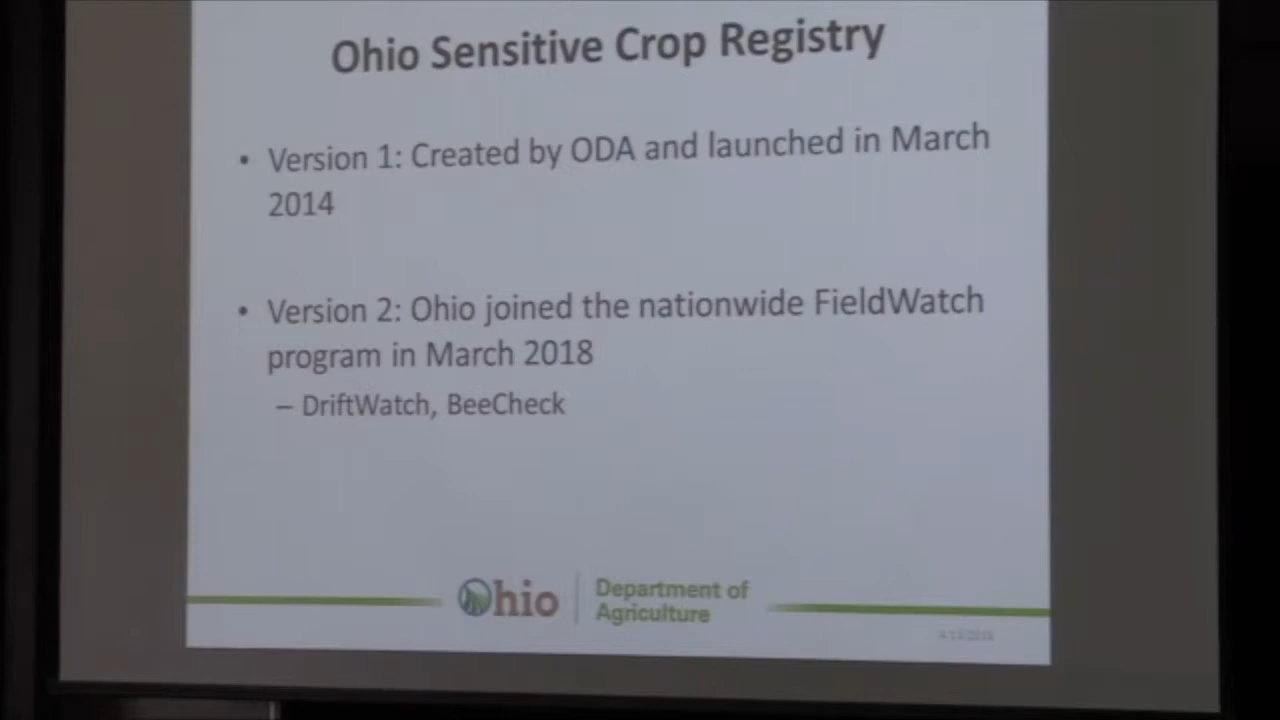 Ohio Sensitive Crop Registry
• Version 1: Created by ODA and launched in March
2014
• Version 2: Ohio joined the nationwide FieldWatch
program in March 2018
– DriftWatch, BeeCheck
Ohio
Department of
Agriculture